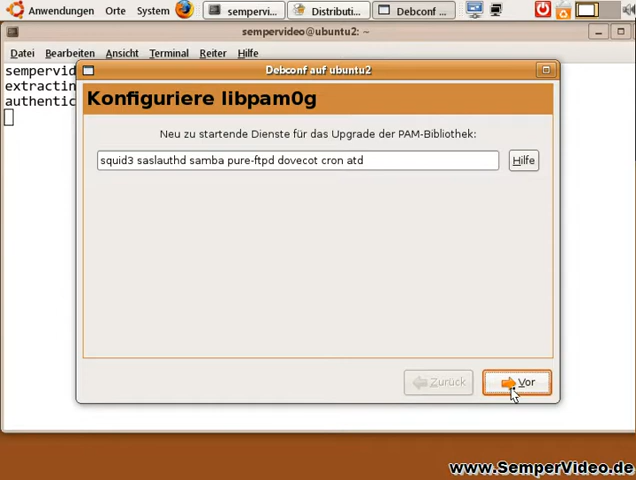 Anwendungen Orte System sempervi... Distributi... Debconf ...
sempervideo@ubuntu2: ~
Datei Bearbeiten Ansicht Terminal Reiter Hilfe
sempervid
extractin
authentic
Debconf auf ubuntu2
Konfiguriere libpam0g
Neu zu startende Dienste für das Upgrade der PAM-Bibliothek:
squid3 saslauthd samba pure-ftpd dovecot cron atd Hilfe
Zurück Vor
www.SemperVideo.de